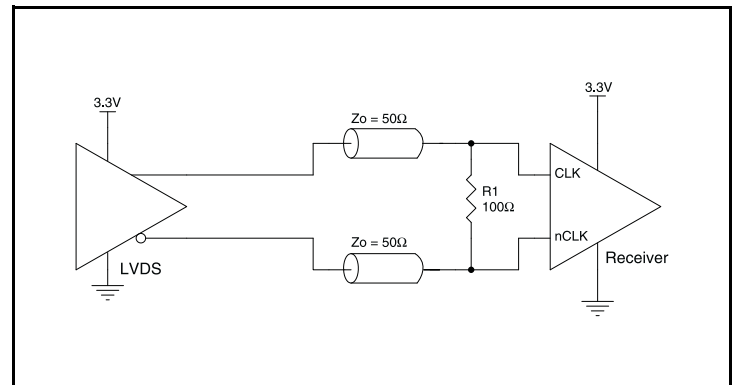 3.3V
3.3V
Zo = 50Ω
CLK
R1
100Ω
nCLK
Zo = 50Ω
LVDS
Receiver